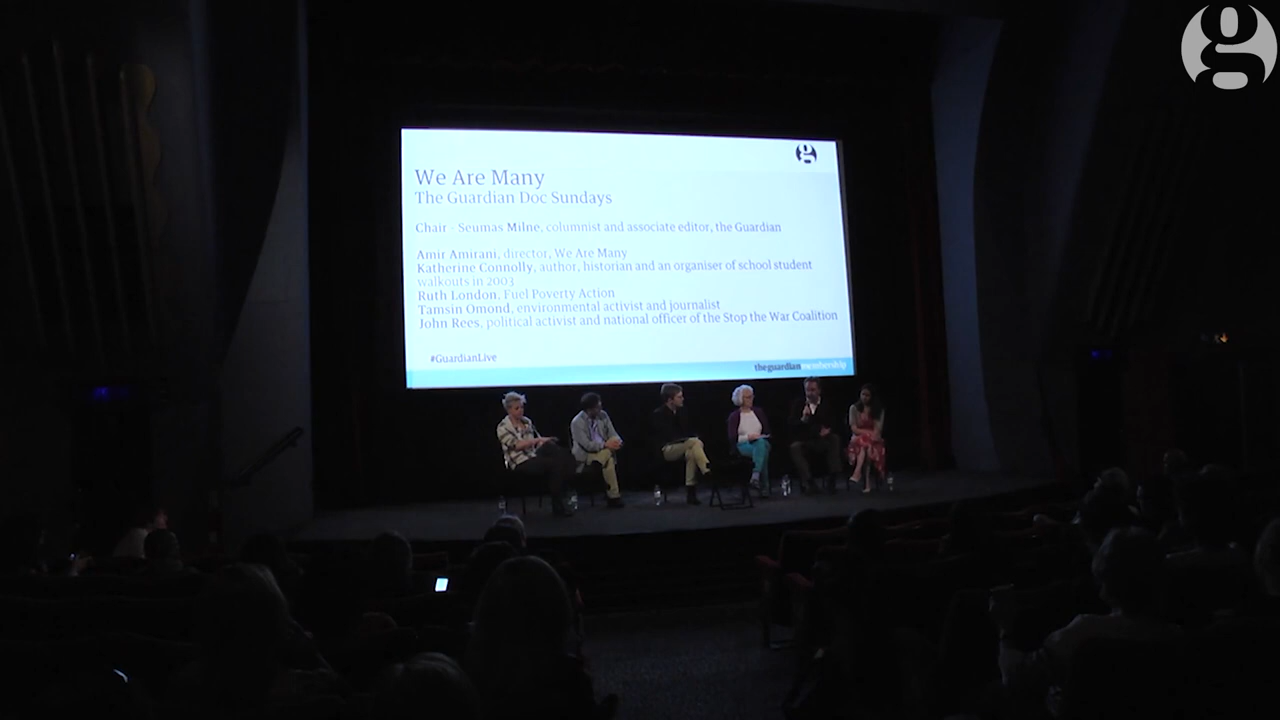 We Are Many
The Guardian Doc Sundays
Chair - Seumas Milne, columnist and associate editor, the Guardian
Amir Amirani, director, We Are Many
Katherine Connolly, author, historian and an organiser of school student
walkouts in 2003
Ruth London, Fuel Poverty Action
Tamsin Omond, environmental activist and journalist
John Rees, political activist and national officer of the Stop the War Coalition
#GuardianLive
theguardianmembership
g
g